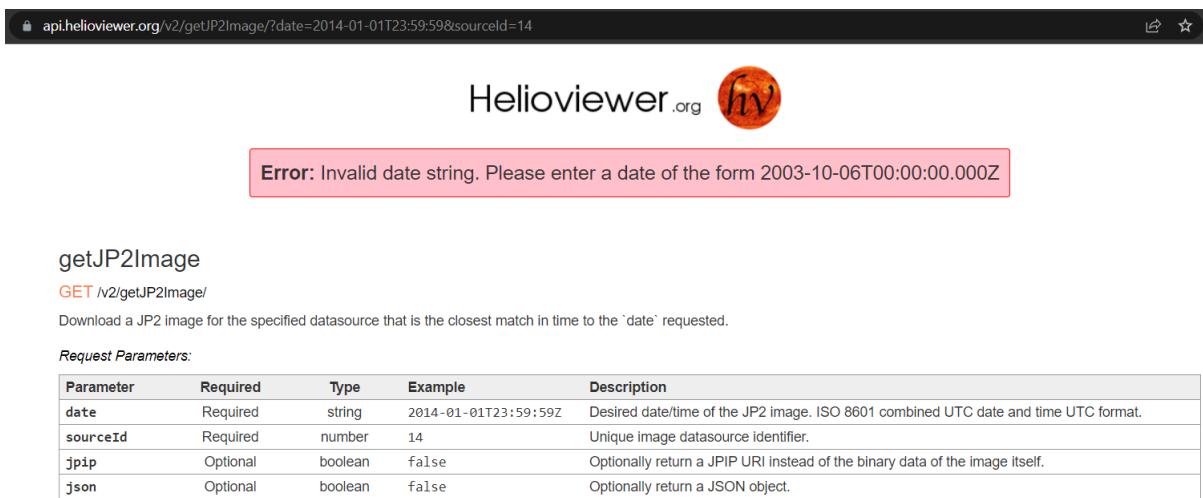 api.helioviewer.org/v2/getJP2Image/?date=2014-01-01T23:59:59&sourceId=14
Helioviewer.org hv
Error: Invalid date string. Please enter a date of the form 2003-10-06T00:00:00.000Z
getJP2Image
GET /v2/getJP2Image/
Download a JP2 image for the specified datasource that is the closest match in time to the `date` requested.
Request Parameters:
Parameter Required Type Example Description
date Required string 2014-01-01T23:59:59Z Desired date/time of the JP2 image. ISO 8601 combined UTC date and time UTC format.
sourceId Required number 14 Unique image datasource identifier.
jpip Optional boolean false Optionally return a JPIP URI instead of the binary data of the image itself.
json Optional boolean false Optionally return a JSON object.